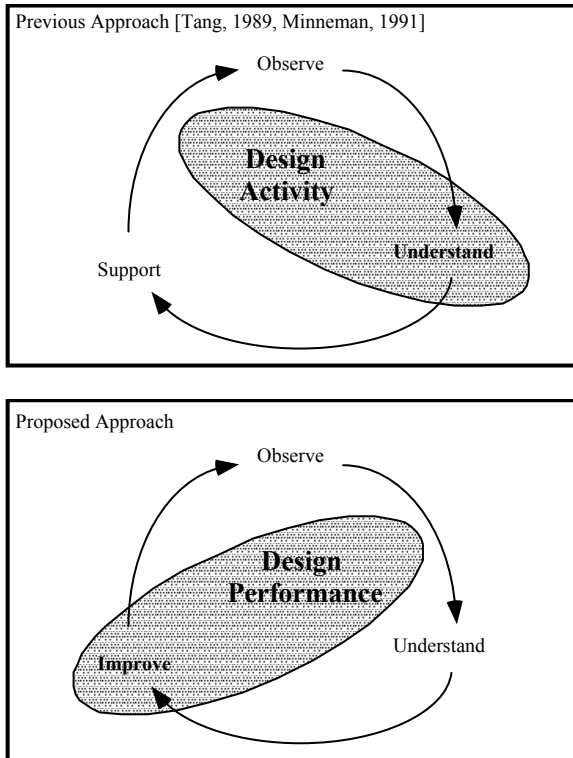 Previous Approach [Tang, 1989, Minneman, 1991]
Observe
Design
Activity
Understand
Support
Proposed Approach
Observe
Design
Performance
Understand
Improve